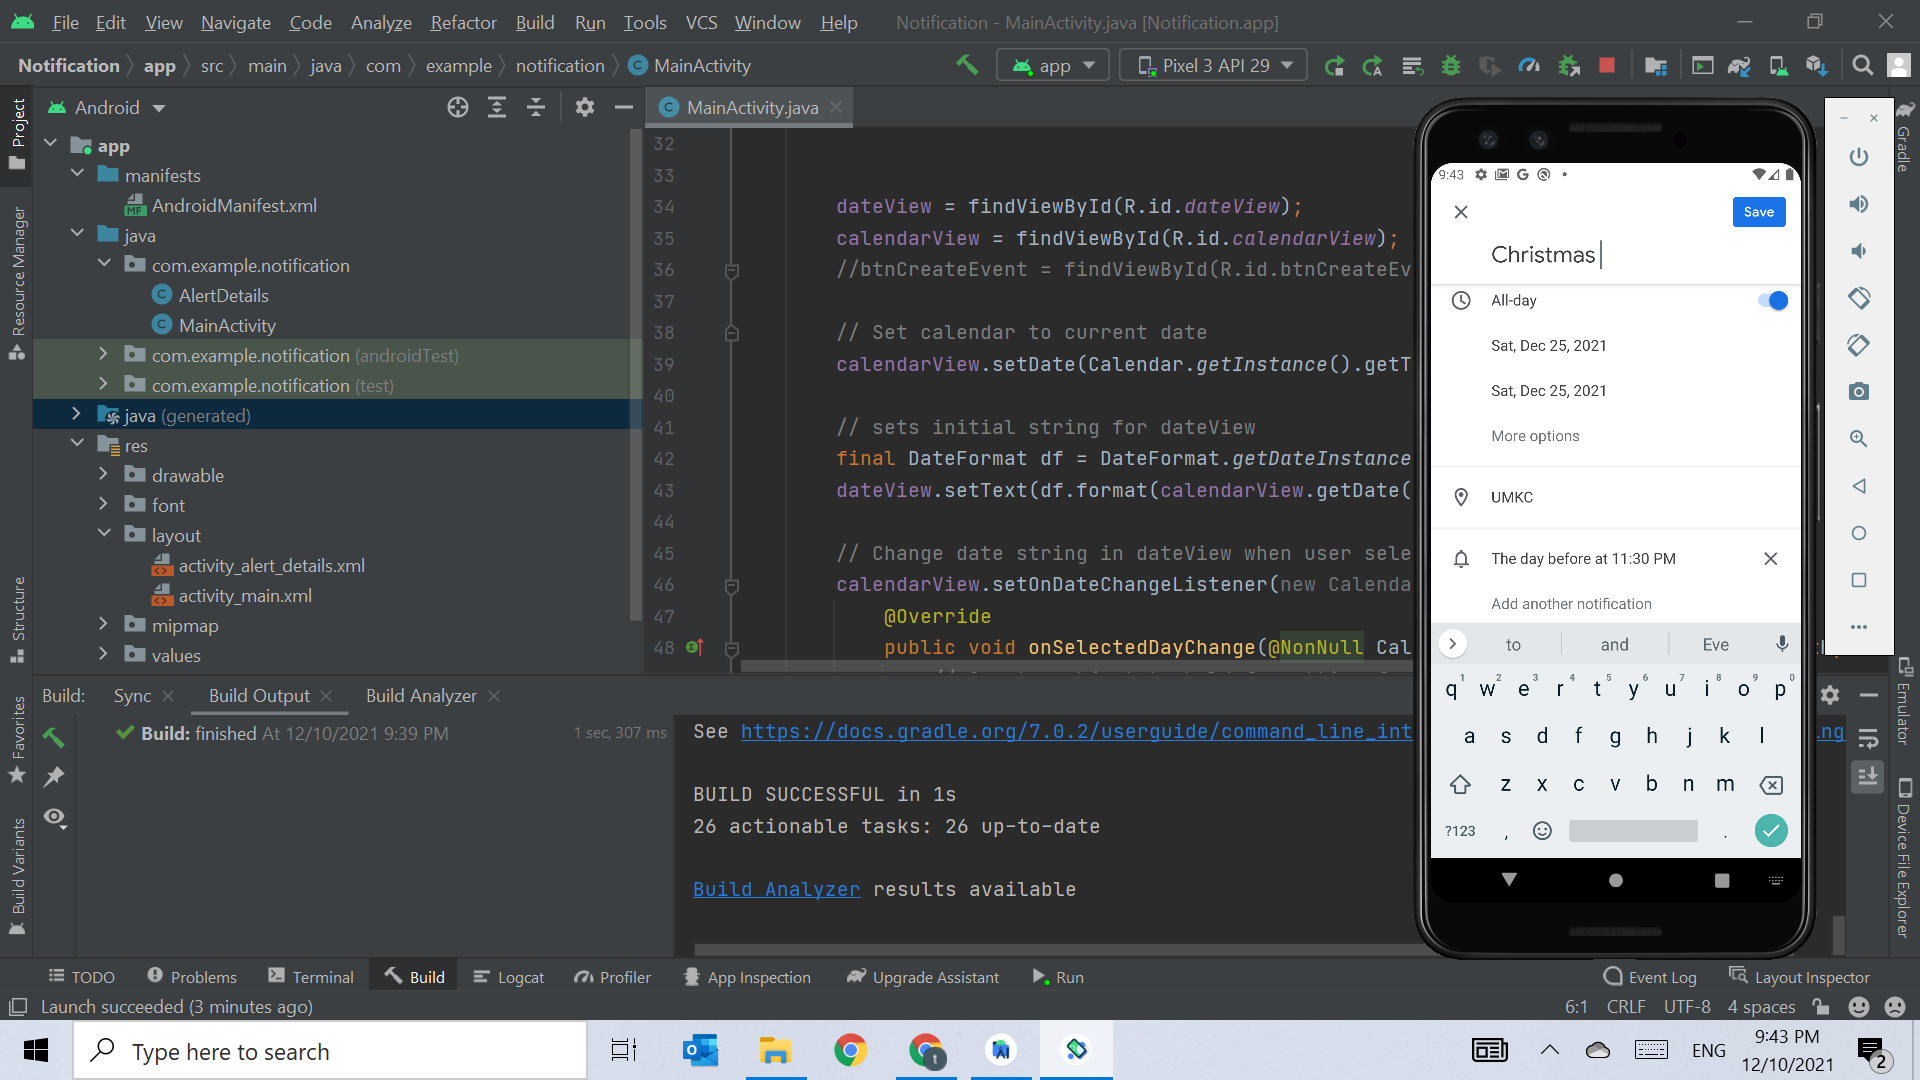 File Edit View Navigate Code Analyze Refactor Build Run Tools VCS Window Help Notification - MainActivity.java [Notification.app]
Notification app src main java com example notification MainActivity app Pixel 3 API 29
Project
Resource Manager
Structure
Favorites
Build Variants
Android
app
manifests
AndroidManifest.xml
java
com.example.notification
AlertDetails
MainActivity
com.example.notification (androidTest)
com.example.notification (test)
java (generated)
res
drawable
font
layout
activity_alert_details.xml
activity_main.xml
mipmap
values
MainActivity.java
32
33
34 dateView = findViewById(R.id.dateView);
35 calendarView = findViewById(R.id.calendarView);
36 //btnCreateEvent = findViewById(R.id.btnCreateEv
37
38 // Set calendar to current date
39 calendarView.setDate(Calendar.getInstance().getT
40
41 // sets initial string for dateView
42 final DateFormat df = DateFormat.getDateInstance
43 dateView.setText(df.format(calendarView.getDate(
44
45 // Change date string in dateView when user sele
46 calendarView.setOnDateChangeListener(new Calenda
47 @Override
48 public void onSelectedDayChange(@NonNull Cal
9:43
Save
Christmas
All-day
Sat, Dec 25, 2021
Sat, Dec 25, 2021
More options
UMKC
The day before at 11:30 PM
Add another notification
to and Eve
q1 w2 e3 r4 t5 y6 u7 i8 o9 p0
a s d f g h j k l
z x c v b n m
?123 , .
Gradle
Emulator
Device File Explorer
Build: Sync Build Output Build Analyzer
Build: finished At 12/10/2021 9:39 PM 1 sec, 307 ms
See https://docs.gradle.org/7.0.2/userguide/command_line_int
ng
BUILD SUCCESSFUL in 1s
26 actionable tasks: 26 up-to-date
Build Analyzer results available
TODO Problems Terminal Build Logcat Profiler App Inspection Upgrade Assistant Run Event Log Layout Inspector
Launch succeeded (3 minutes ago) 6:1 CRLF UTF-8 4 spaces
Type here to search
ENG
9:43 PM
12/10/2021
2